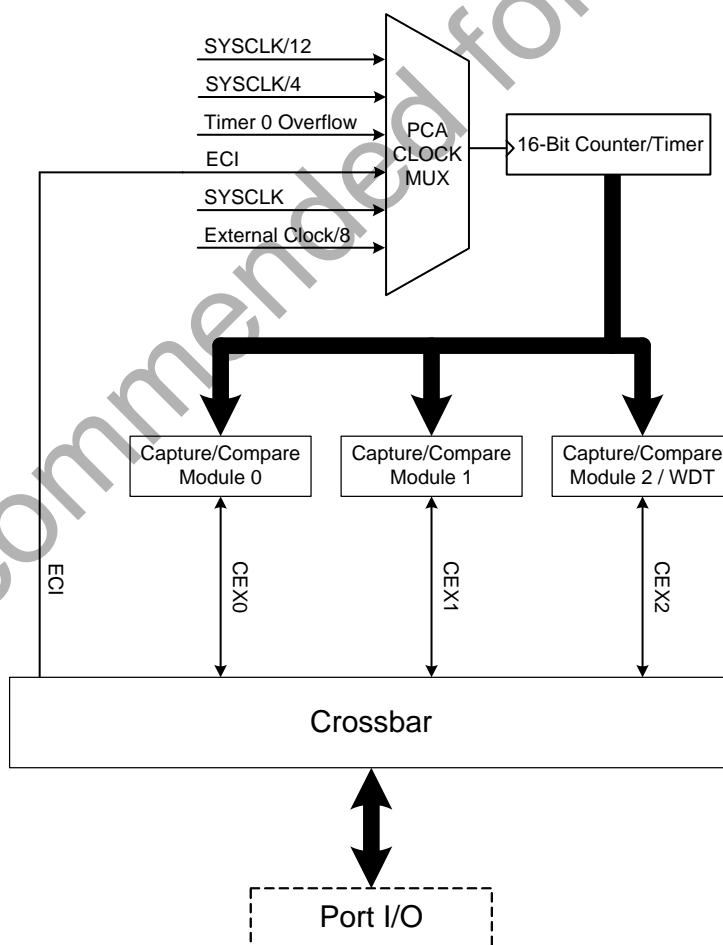 SYSCLK/12
SYSCLK/4
Timer 0 Overflow
ECI
SYSCLK
External Clock/8
PCA
CLOCK
MUX
16-Bit Counter/Timer
Capture/Compare
Module 0
Capture/Compare
Module 1
Capture/Compare
Module 2 / WDT
ECI
CEX0
CEX1
CEX2
Crossbar
Port I/O